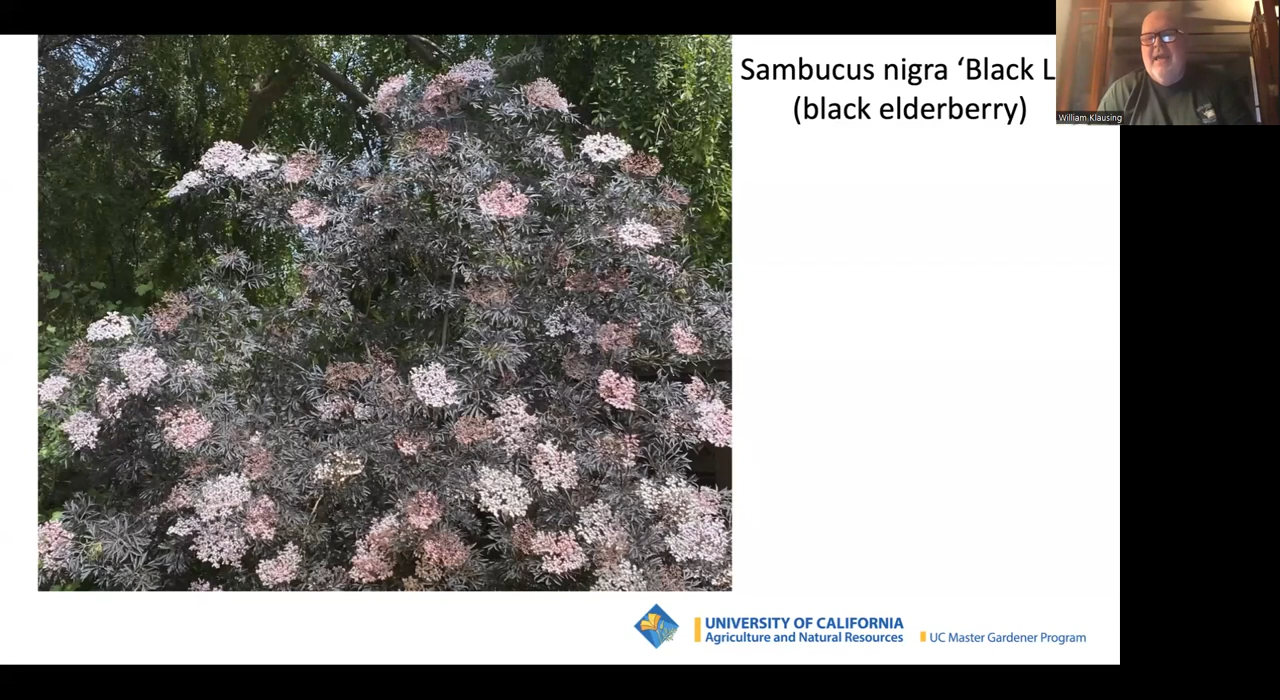 Sambucus nigra ‘Black L
(black elderberry)
William Klausing
UNIVERSITY OF CALIFORNIA
Agriculture and Natural Resources
UC Master Gardener Program